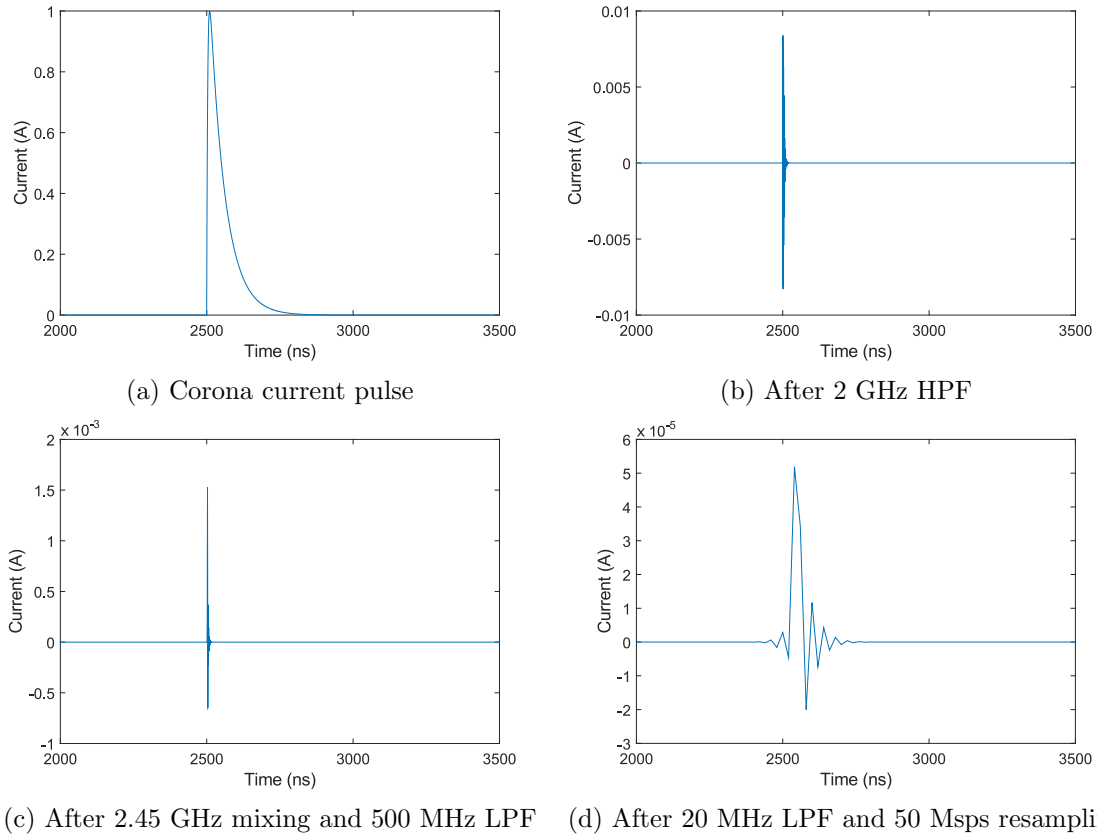 1
0.8
0.6
0.4
0.2
0
2000 2500 3000 3500
Current (A)
Time (ns)
(a) Corona current pulse
0.01
0.005
0
-0.005
-0.01
2000 2500 3000 3500
Current (A)
Time (ns)
(b) After 2 GHz HPF
× 10-3
2
1.5
1
0.5
0
-0.5
-1
2000 2500 3000 3500
Current (A)
Time (ns)
(c) After 2.45 GHz mixing and 500 MHz LPF
× 10-5
6
5
4
3
2
1
0
-1
-2
-3
2000 2500 3000 3500
Current (A)
Time (ns)
(d) After 20 MHz LPF and 50 Msps resampli